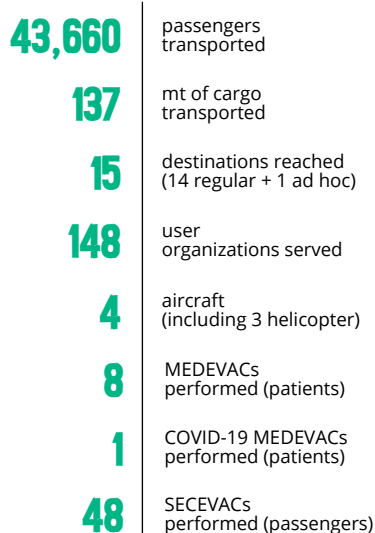 43,660 passengers
transported
137 mt of cargo
transported
15 destinations reached
(14 regular + 1 ad hoc)
148 user
organizations served
4 aircraft
(including 3 helicopter)
8 MEDEVACs
performed (patients)
1 COVID-19 MEDEVACs
performed (patients)
48 SECEVACs
performed (passengers)